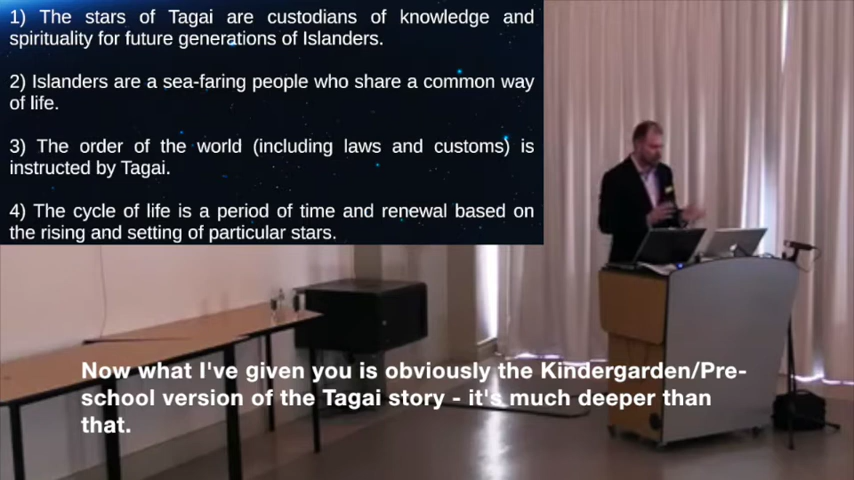 1) The stars of Tagai are custodians of knowledge and
spirituality for future generations of Islanders.
2) Islanders are a sea-faring people who share a common way
of life.
3) The order of the world (including laws and customs) is
instructed by Tagai.
4) The cycle of life is a period of time and renewal based on
the rising and setting of particular stars.
Now what I've given you is obviously the Kindergarden/Pre-
school version of the Tagai story - it's much deeper than
that.